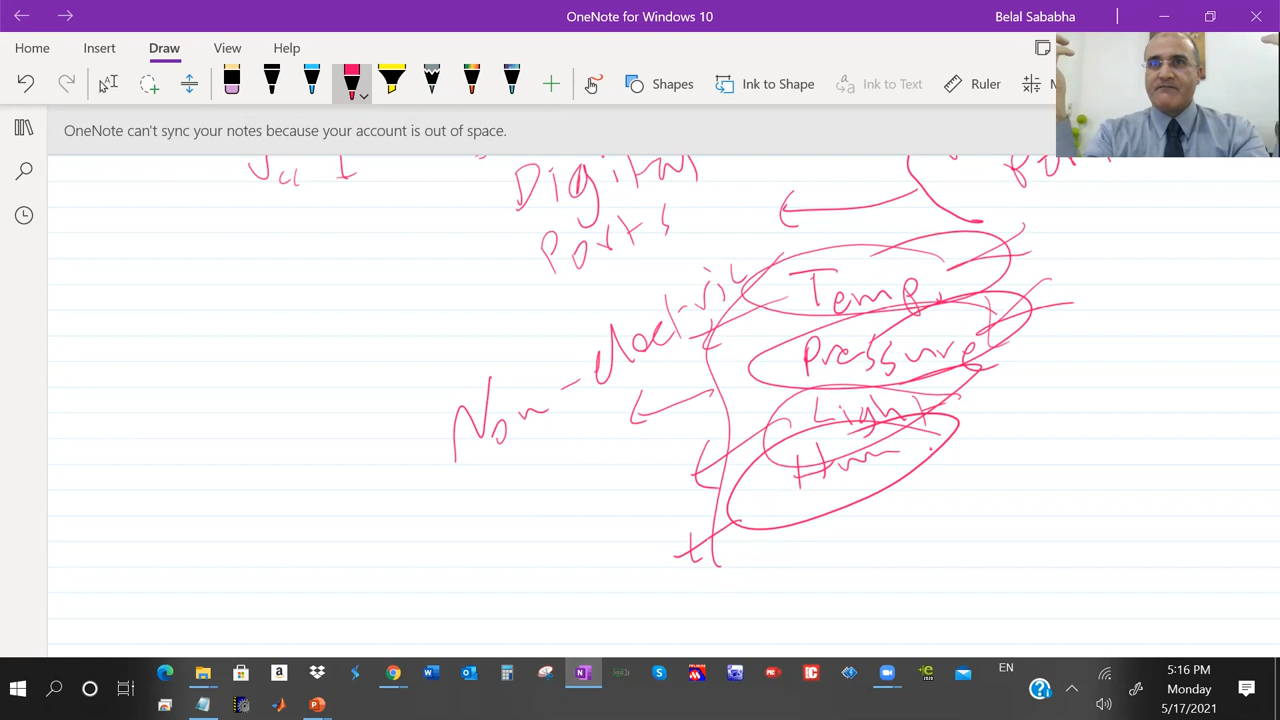 OneNote for Windows 10
Belal Sababha
Home Insert Draw View Help
Shapes Ink to Shape Ink to Text Ruler M
OneNote can't sync your notes because your account is out of space.
Digital
Ports
Temp.
Pressure
Light
Hum
Non-
EN
5:16 PM
Monday
5/17/2021